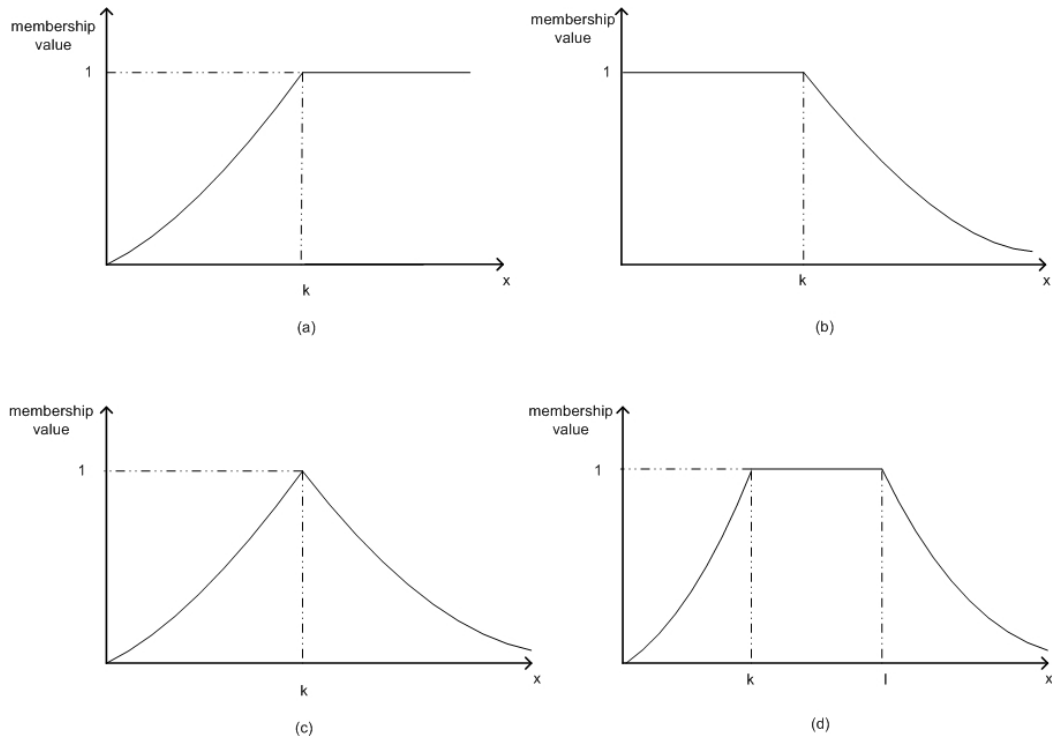 membership
value
1
k
x
(a)
membership
value
1
k
x
(b)
membership
value
1
k
x
(c)
membership
value
1
k
l
x
(d)